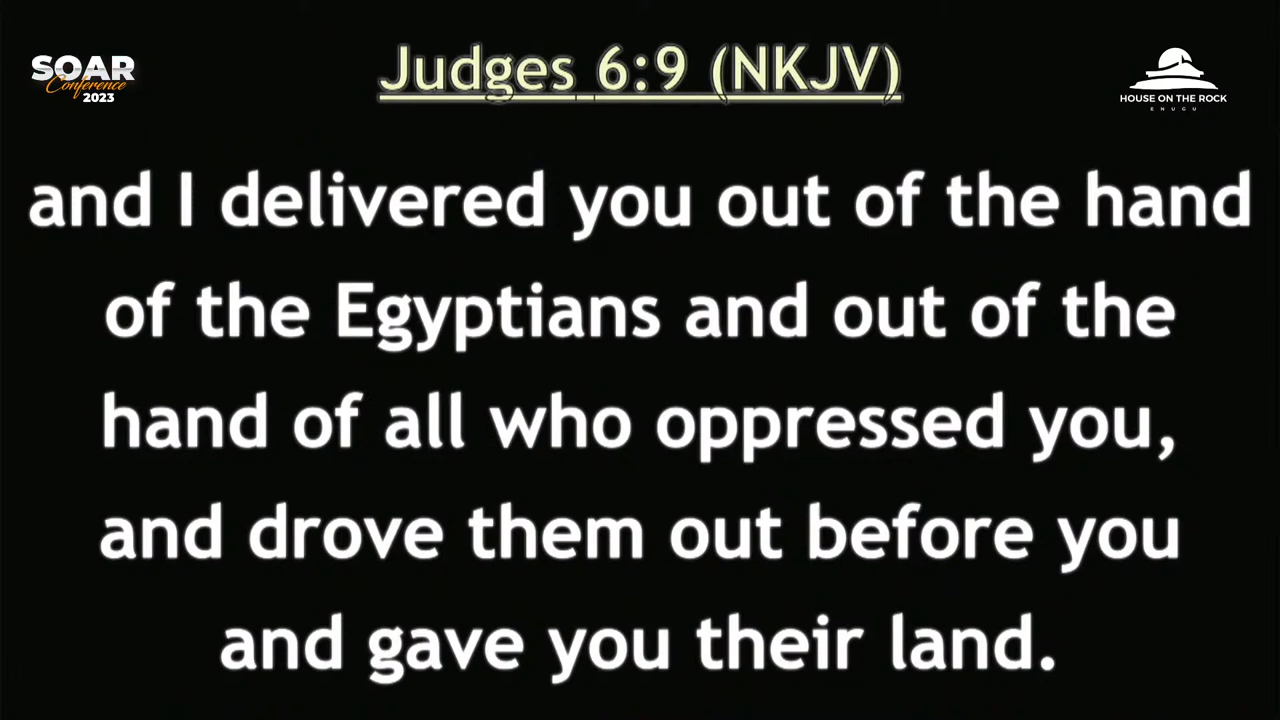 SOAR
Conference
2023
Judges 6:9 (NKJV)
HOUSE ON THE ROCK
ENUGU
and I delivered you out of the hand
of the Egyptians and out of the
hand of all who oppressed you,
and drove them out before you
and gave you their land.